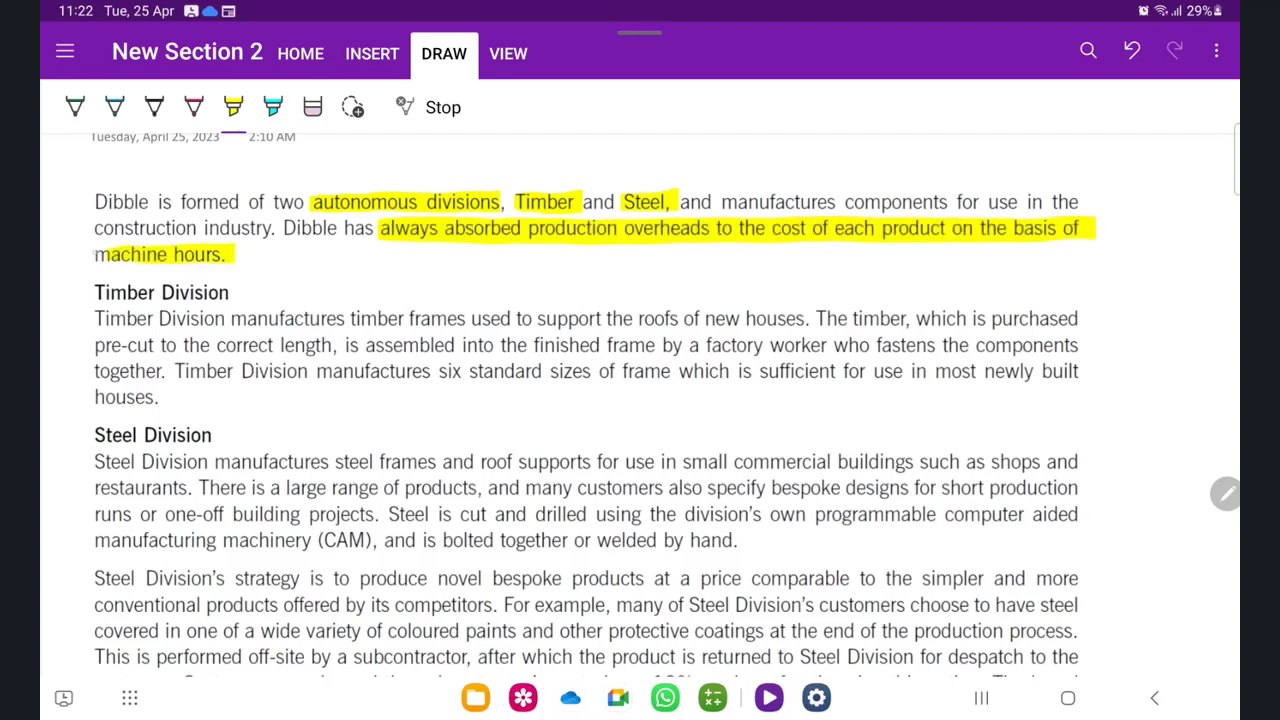 11:22 Tue, 25 Apr
29%
New Section 2 HOME INSERT DRAW VIEW
Stop
Tuesday, April 25, 2023 2:10 AM
Dibble is formed of two autonomous divisions, Timber and Steel, and manufactures components for use in the
construction industry. Dibble has always absorbed production overheads to the cost of each product on the basis of
machine hours.
Timber Division
Timber Division manufactures timber frames used to support the roofs of new houses. The timber, which is purchased
pre-cut to the correct length, is assembled into the finished frame by a factory worker who fastens the components
together. Timber Division manufactures six standard sizes of frame which is sufficient for use in most newly built
houses.
Steel Division
Steel Division manufactures steel frames and roof supports for use in small commercial buildings such as shops and
restaurants. There is a large range of products, and many customers also specify bespoke designs for short production
runs or one-off building projects. Steel is cut and drilled using the division's own programmable computer aided
manufacturing machinery (CAM), and is bolted together or welded by hand.
Steel Division's strategy is to produce novel bespoke products at a price comparable to the simpler and more
conventional products offered by its competitors. For example, many of Steel Division's customers choose to have steel
covered in one of a wide variety of coloured paints and other protective coatings at the end of the production process.
This is performed off-site by a subcontractor, after which the product is returned to Steel Division for despatch to the